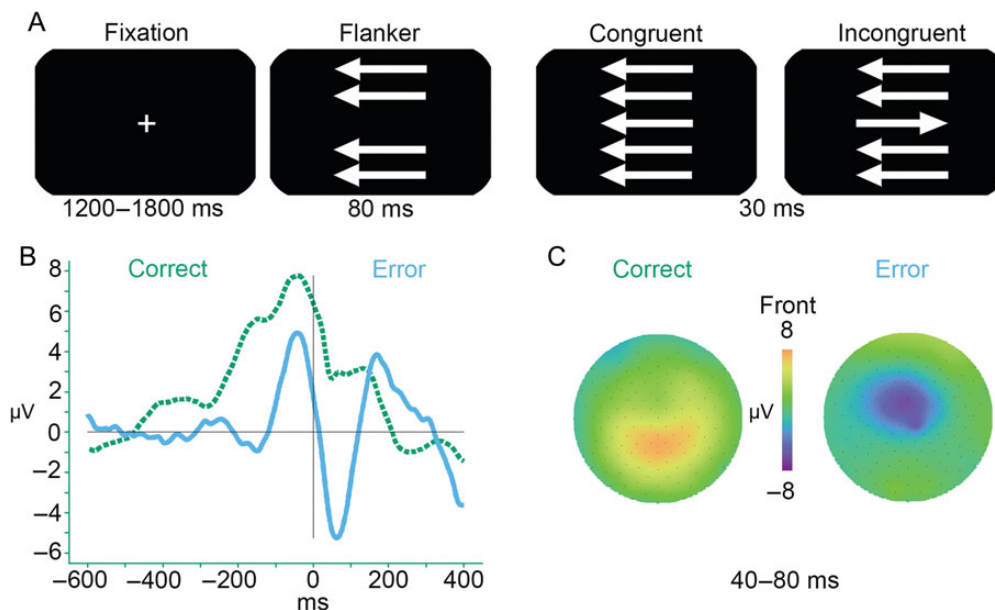 A
Fixation
Flanker
Congruent
Incongruent
+
1200–1800 ms
80 ms
30 ms
B
Correct
Error
8
6
4
2
0
–2
–4
–6
µV
–600
–400
–200
0
200
400
ms
C
Correct
Error
Front
8
µV
–8
40–80 ms